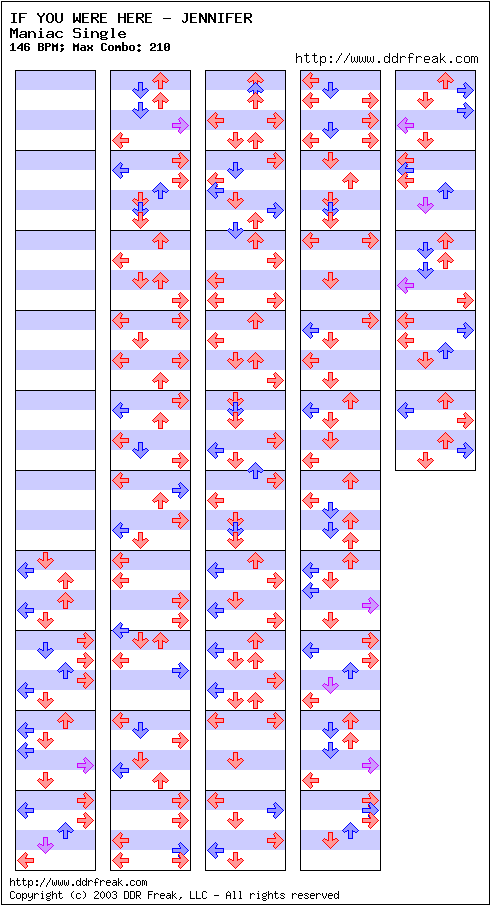 IF YOU WERE HERE - JENNIFER
Maniac Single
146 BPM; Max Combo: 210
http://www.ddrfreak.com
http://www.ddrfreak.com
Copyright (c) 2003 DDR Freak, LLC - All rights reserved